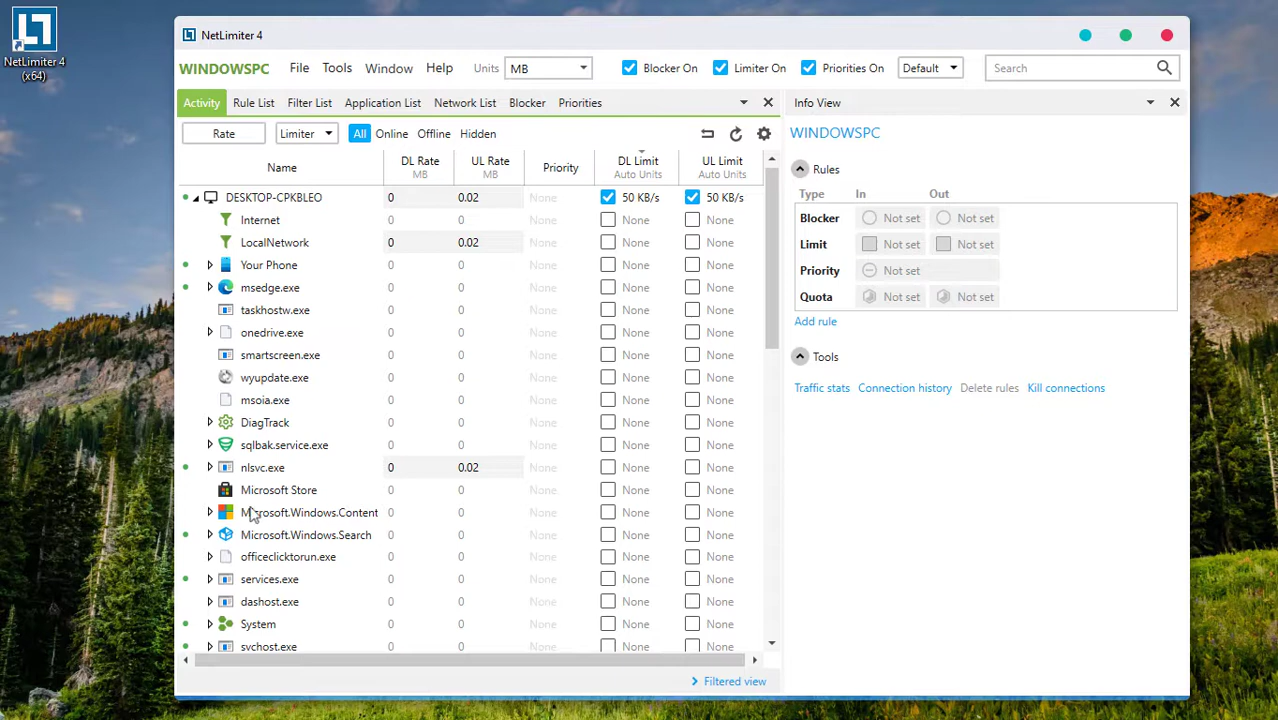 NetLimiter 4
(x64)
NetLimiter 4
WINDOWSPC File Tools Window Help Units MB Blocker On Limiter On Priorities On Default Search
Activity Rule List Filter List Application List Network List Blocker Priorities
Rate Limiter All Online Offline Hidden
Name DL Rate MB UL Rate MB Priority DL Limit Auto Units UL Limit Auto Units
DESKTOP-CPKBLEO 0 0.02 None 50 KB/s 50 KB/s
Internet 0 0 None None None
LocalNetwork 0 0.02 None None None
Your Phone 0 0 None None None
msedge.exe 0 0 None None None
taskhostw.exe 0 0 None None None
onedrive.exe 0 0 None None None
smartscreen.exe 0 0 None None None
wyupdate.exe 0 0 None None None
msoia.exe 0 0 None None None
DiagTrack 0 0 None None None
sqlbak.service.exe 0 0 None None None
nlsvc.exe 0 0.02 None None None
Microsoft Store 0 0 None None None
Microsoft.Windows.Content 0 0 None None None
Microsoft.Windows.Search 0 0 None None None
officeclicktorun.exe 0 0 None None None
services.exe 0 0 None None None
dashost.exe 0 0 None None None
System 0 0 None None None
svchost.exe 0 0 None None None
Filtered view
Info View
WINDOWSPC
Rules
Type In Out
Blocker Not set Not set
Limit Not set Not set
Priority Not set
Quota Not set Not set
Add rule
Tools
Traffic stats Connection history Delete rules Kill connections